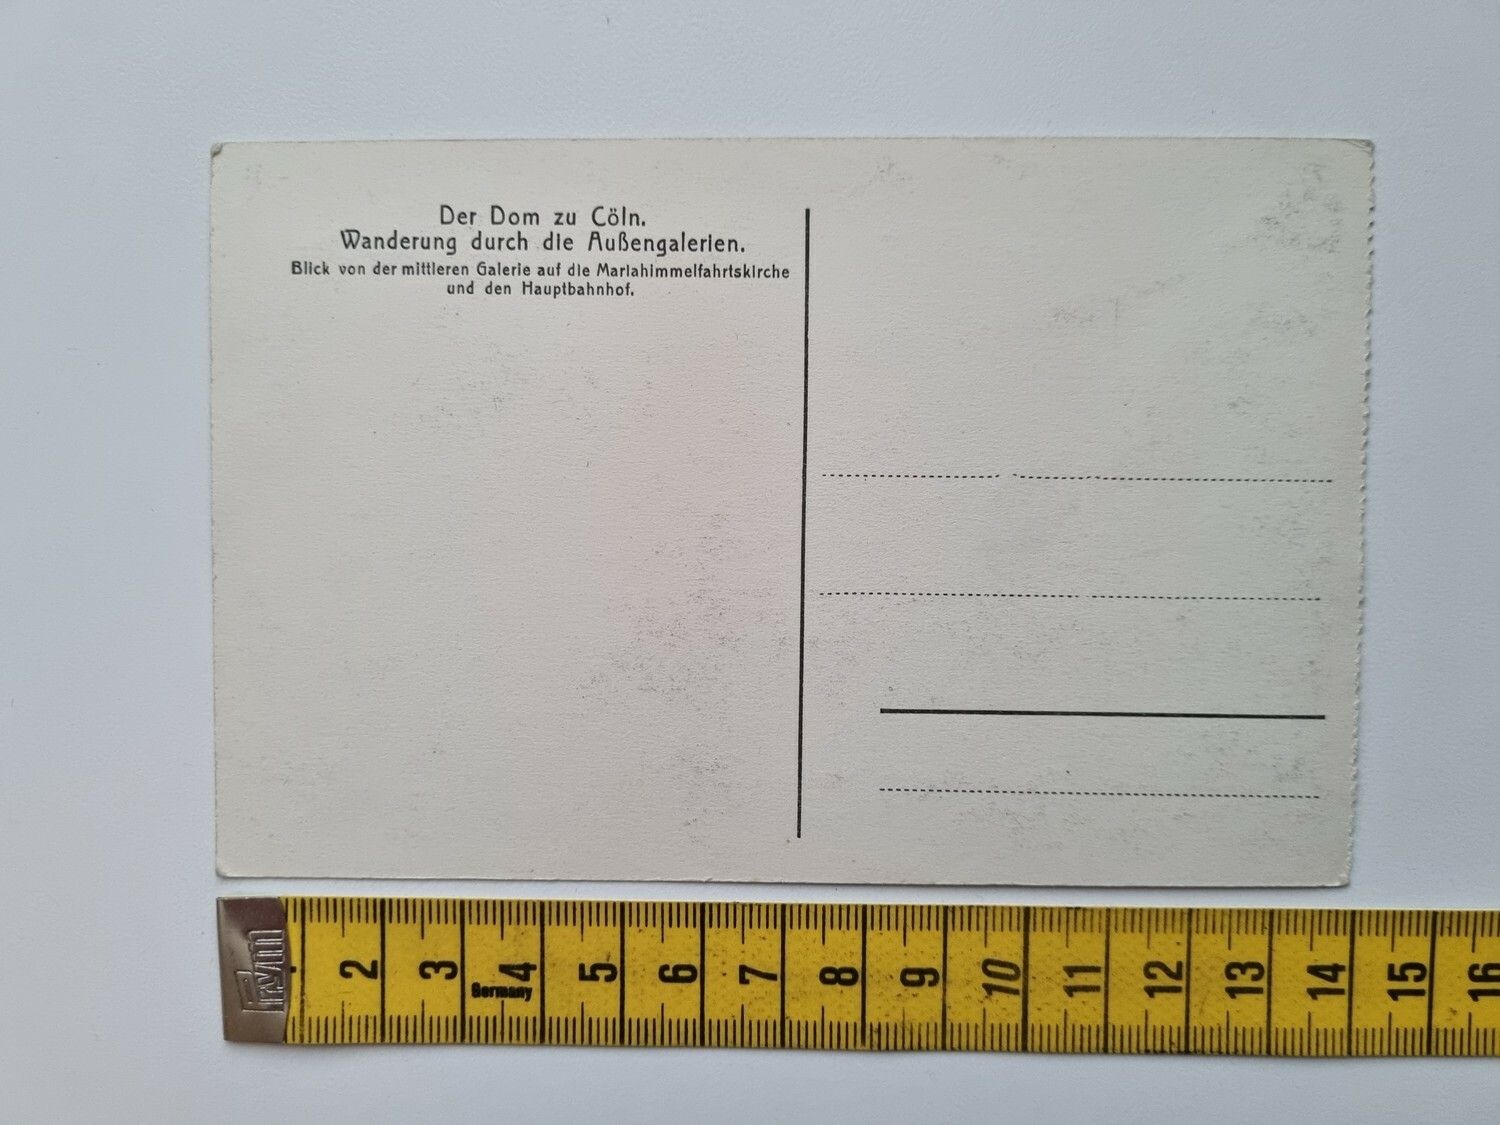 Der Dom zu Cöln.
Wanderung durch die Außengalerien.
Blick von der mittleren Galerie auf die Mariahimmelfahrtskirche
und den Hauptbahnhof.
Prym
2 3 4 5 6 7 8 9 10 11 12 13 14 15 16
Germany